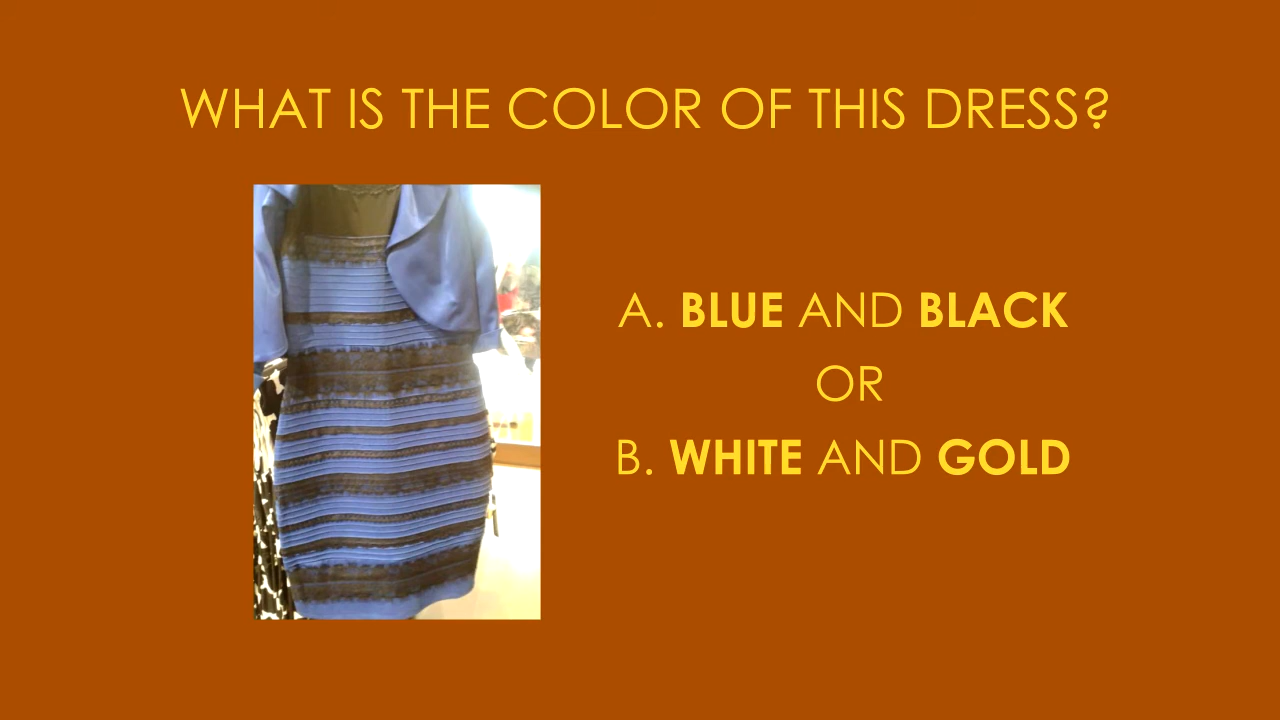 WHAT IS THE COLOR OF THIS DRESS?
A. BLUE AND BLACK
OR
B. WHITE AND GOLD